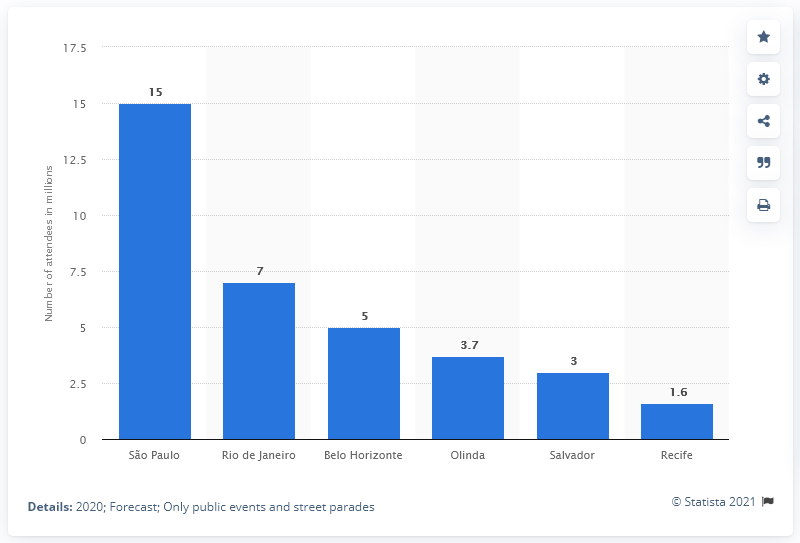 17.5
15
12.5
10
7.5
5
2.5
0
Number of attendees in millions
15
7
5
3.7
3
1.6
São Paulo
Rio de Janeiro
Belo Horizonte
Olinda
Salvador
Recife
Details: 2020; Forecast; Only public events and street parades
© Statista 2021